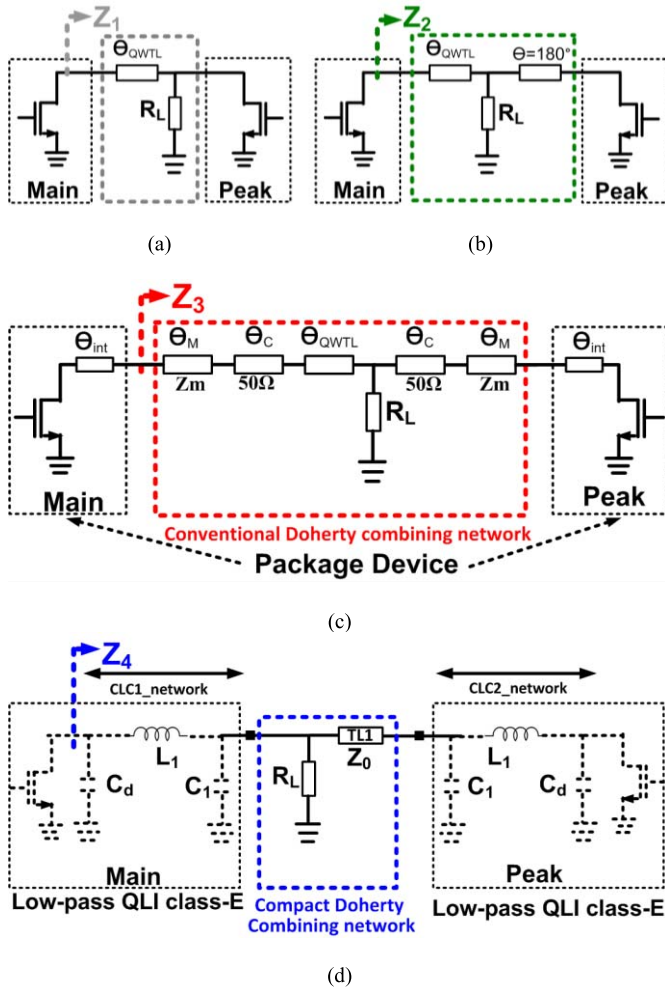 Z1
ΘQWTL
RL
Main
Peak
(a)
Z2
ΘQWTL
Θ=180°
RL
Main
Peak
(b)
Z3
Θint
ΘM
ΘC
ΘQWTL
ΘC
ΘM
Θint
Zm
50Ω
50Ω
Zm
RL
Main
Peak
Conventional Doherty combining network
Package Device
(c)
Z4
CLC1_network
CLC2_network
L1
Cd
C1
RL
TL1
Z0
L1
C1
Cd
Main
Low-pass QLI class-E
Compact Doherty
Combining network
Peak
Low-pass QLI class-E
(d)